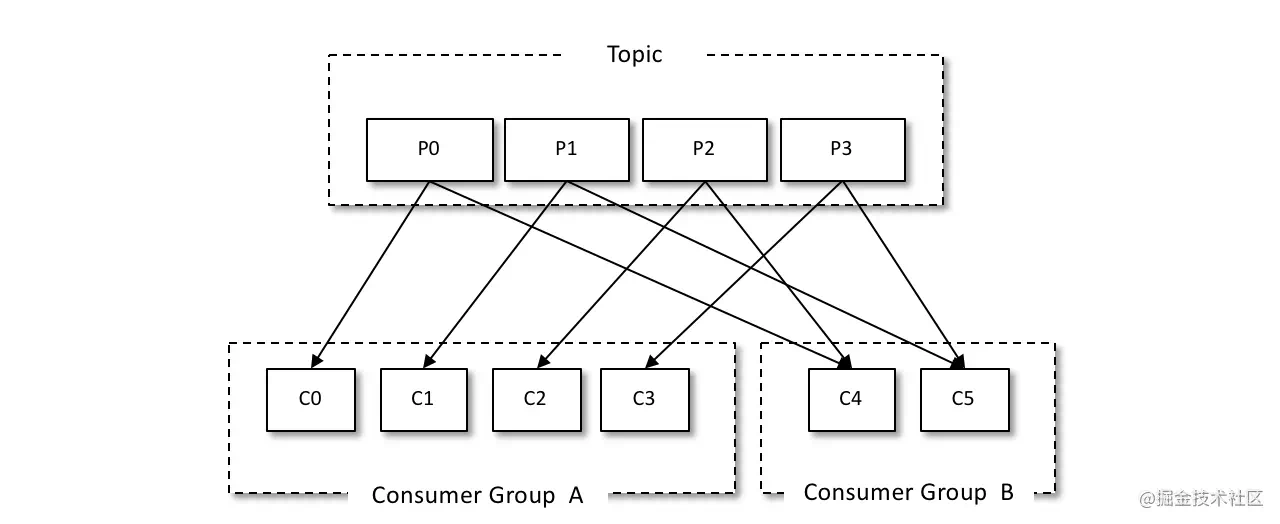 Topic
P0 P1 P2 P3
C0 C1 C2 C3 C4 C5
Consumer Group A Consumer Group B
@掘金技术社区